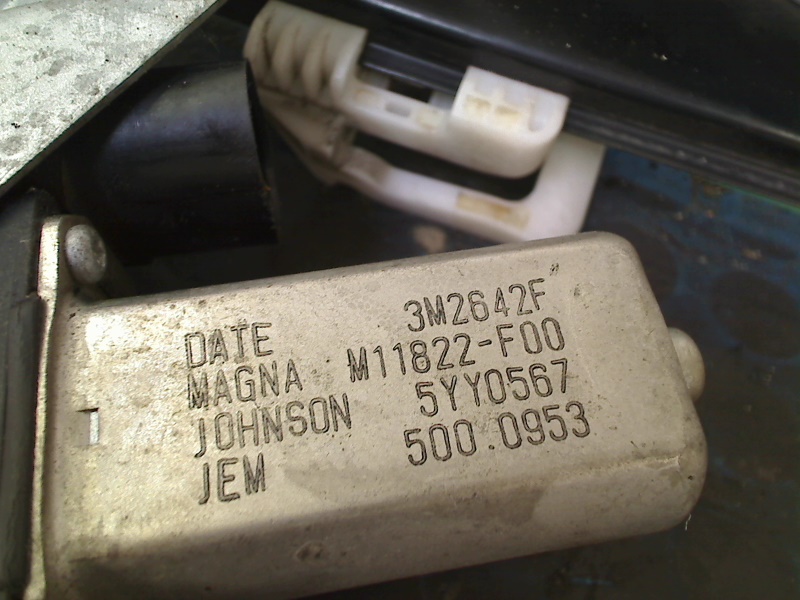 DATE 3M2642F"
MAGNA M11822-F00
JOHNSON 5YY0567
JEM 500.0953